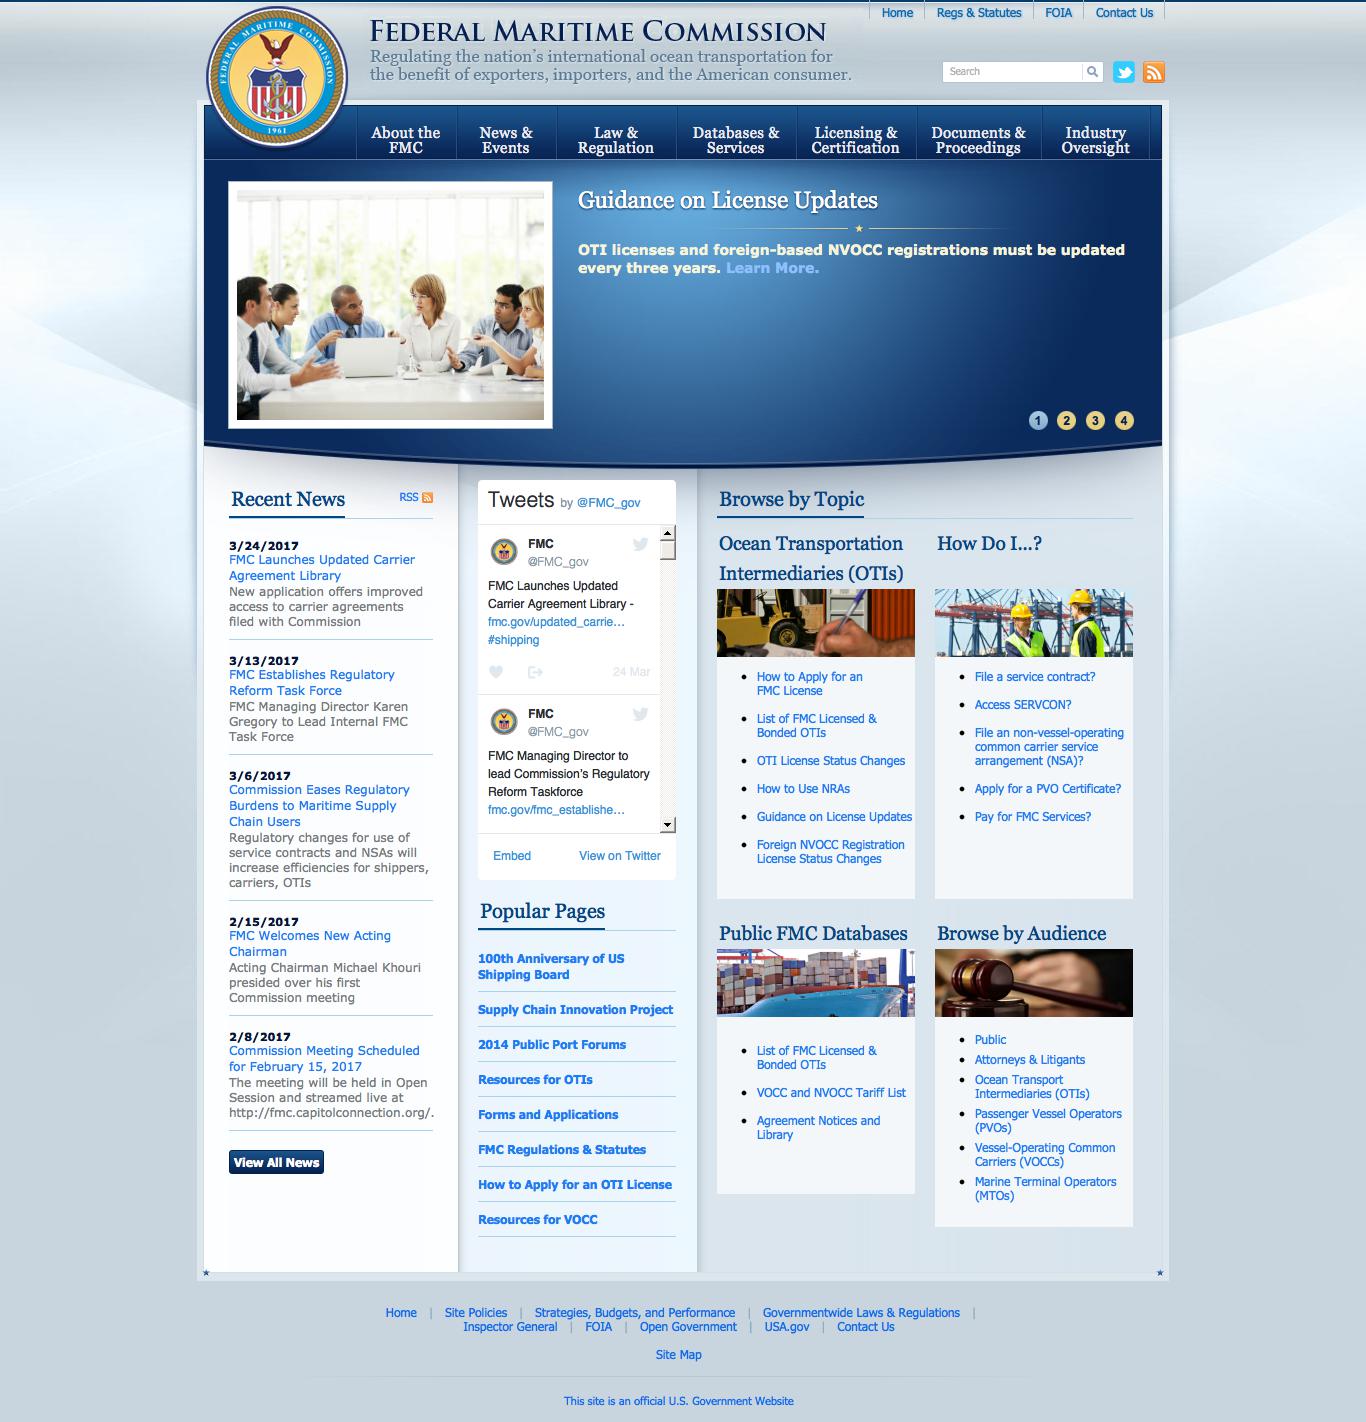 Home
Regs & Statutes
FOIA
Contact Us
FEDERAL MARITIME COMMISSION
1961
FEDERAL MARITIME COMMISSION
Regulating the nation's international ocean transportation for
the benefit of exporters, importers, and the American consumer.
Search
About the
FMC
News &
Events
Law &
Regulation
Databases &
Services
Licensing &
Certification
Documents &
Proceedings
Industry
Oversight
Guidance on License Updates
OTI licenses and foreign-based NVOCC registrations must be updated
every three years. Learn More.
1 2 3 4
Recent News
RSS
3/24/2017
FMC Launches Updated Carrier
Agreement Library
New application offers improved
access to carrier agreements
filed with Commission
3/13/2017
FMC Establishes Regulatory
Reform Task Force
FMC Managing Director Karen
Gregory to Lead Internal FMC
Task Force
3/6/2017
Commission Eases Regulatory
Burdens to Maritime Supply
Chain Users
Regulatory changes for use of
service contracts and NSAs will
increase efficiencies for shippers,
carriers, OTIs
2/15/2017
FMC Welcomes New Acting
Chairman
Acting Chairman Michael Khouri
presided over his first
Commission meeting
2/8/2017
Commission Meeting Scheduled
for February 15, 2017
The meeting will be held in Open
Session and streamed live at
http://fmc.capitolconnection.org/.
View All News
Tweets by @FMC_gov
FMC
@FMC_gov
FMC Launches Updated
Carrier Agreement Library -
fmc.gov/updated_carrie…
#shipping
24 Mar
FMC
@FMC_gov
FMC Managing Director to
lead Commission's Regulatory
Reform Taskforce
fmc.gov/fmc_establishe…
Embed
View on Twitter
Popular Pages
100th Anniversary of US
Shipping Board
Supply Chain Innovation Project
2014 Public Port Forums
Resources for OTIs
Forms and Applications
FMC Regulations & Statutes
How to Apply for an OTI License
Resources for VOCC
Browse by Topic
Ocean Transportation
Intermediaries (OTIs)
How to Apply for an
FMC License
List of FMC Licensed &
Bonded OTIs
OTI License Status Changes
How to Use NRAs
Guidance on License Updates
Foreign NVOCC Registration
License Status Changes
How Do I...?
File a service contract?
Access SERVCON?
File an non-vessel-operating
common carrier service
arrangement (NSA)?
Apply for a PVO Certificate?
Pay for FMC Services?
Public FMC Databases
List of FMC Licensed &
Bonded OTIs
VOCC and NVOCC Tariff List
Agreement Notices and
Library
Browse by Audience
Public
Attorneys & Litigants
Ocean Transport
Intermediaries (OTIs)
Passenger Vessel Operators
(PVOs)
Vessel-Operating Common
Carriers (VOCCs)
Marine Terminal Operators
(MTOs)
Home | Site Policies | Strategies, Budgets, and Performance | Governmentwide Laws & Regulations |
Inspector General | FOIA | Open Government | USA.gov | Contact Us
Site Map
This site is an official U.S. Government Website